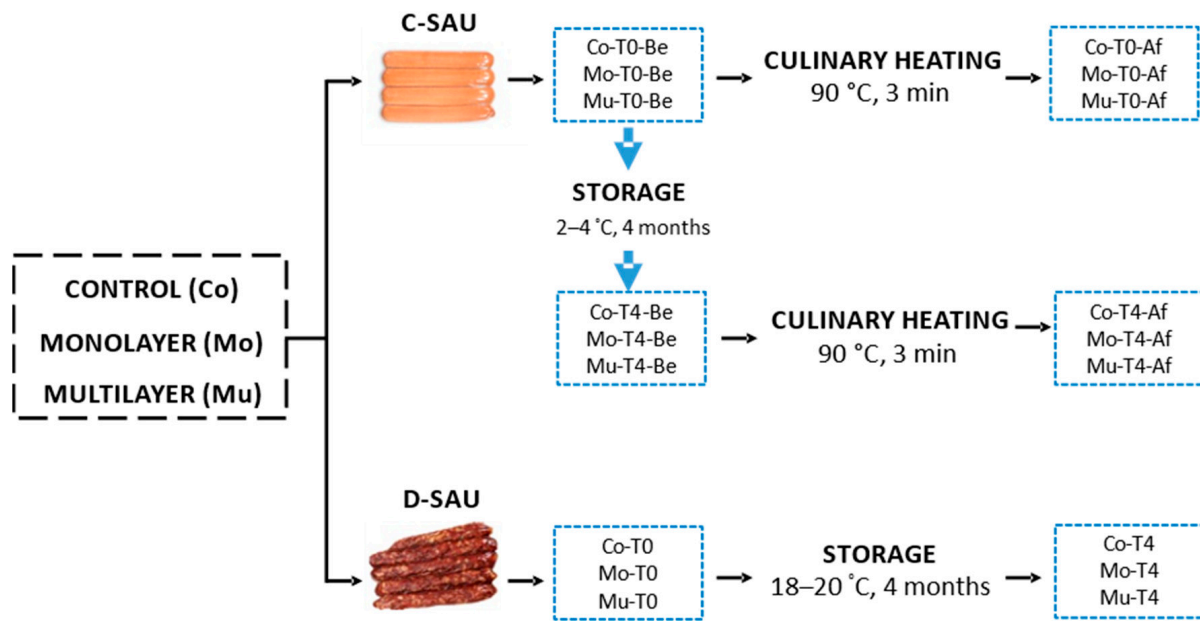 CONTROL (Co)
MONOLAYER (Mo)
MULTILAYER (Mu)
C-SAU
Co-T0-Be
Mo-T0-Be
Mu-T0-Be
CULINARY HEATING
90 °C, 3 min
Co-T0-Af
Mo-T0-Af
Mu-T0-Af
STORAGE
2–4 °C, 4 months
Co-T4-Be
Mo-T4-Be
Mu-T4-Be
CULINARY HEATING
90 °C, 3 min
Co-T4-Af
Mo-T4-Af
Mu-T4-Af
D-SAU
Co-T0
Mo-T0
Mu-T0
STORAGE
18–20 °C, 4 months
Co-T4
Mo-T4
Mu-T4